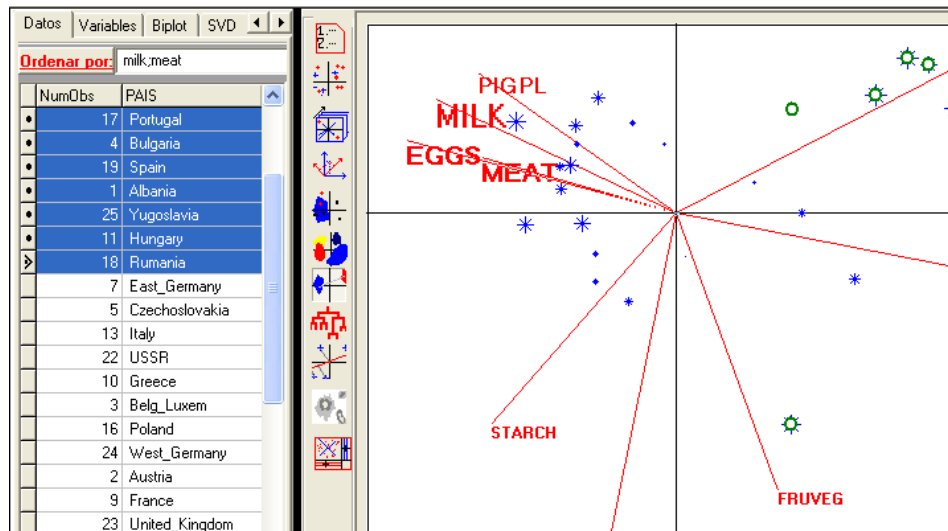 Datos Variables Biplot SVD
Ordenar por: milk;meat
NumObs PAIS
17 Portugal
4 Bulgaria
19 Spain
1 Albania
25 Yugoslavia
11 Hungary
18 Rumania
7 East_Germany
5 Czechoslovakia
13 Italy
22 USSR
10 Greece
3 Belg_Luxem
16 Poland
24 West_Germany
2 Austria
9 France
23 United_Kingdom
1.--
2.--
PIGPL
MILK
EGGS
MEAT
STARCH
FRUVEG